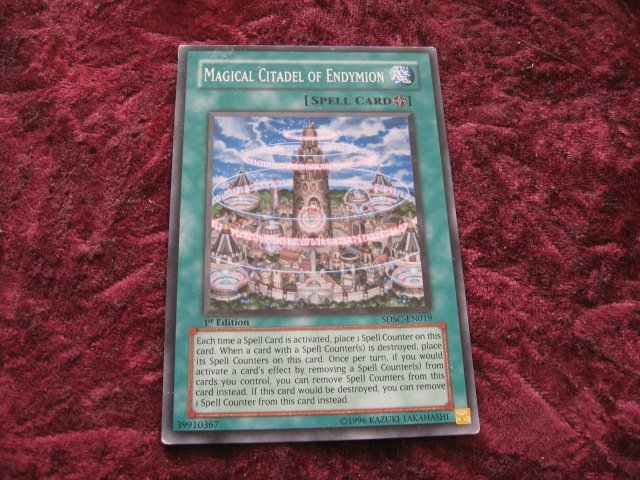 MAGICAL CITADEL OF ENDYMION 魔
[SPELL CARD]
SDSC-EN019
1st Edition
Each time a Spell Card is activated, place 1 Spell Counter on this
card. When a card with a Spell Counter(s) is destroyed, place
its Spell Counters on this card. Once per turn, if you would
activate a card's effect by removing a Spell Counter(s) from
cards you control, you can remove Spell Counters from this
card instead. If this card would be destroyed, you can remove
1 Spell Counter from this card instead.
39910367
©1996 KAZUKI TAKAHASHI